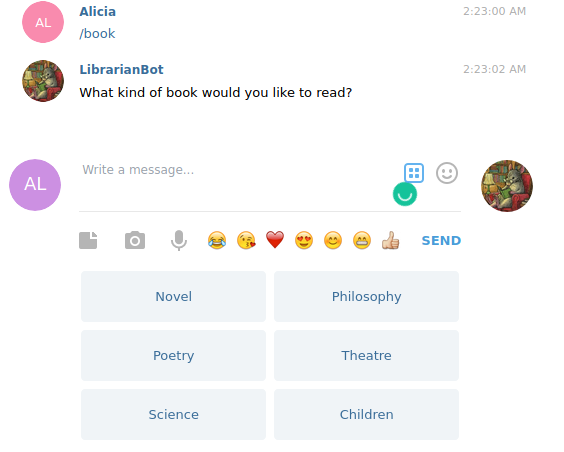 AL
Alicia 2:23:00 AM
/book
LibrarianBot 2:23:02 AM
What kind of book would you like to read?
AL
Write a message...
SEND
Novel Philosophy
Poetry Theatre
Science Children